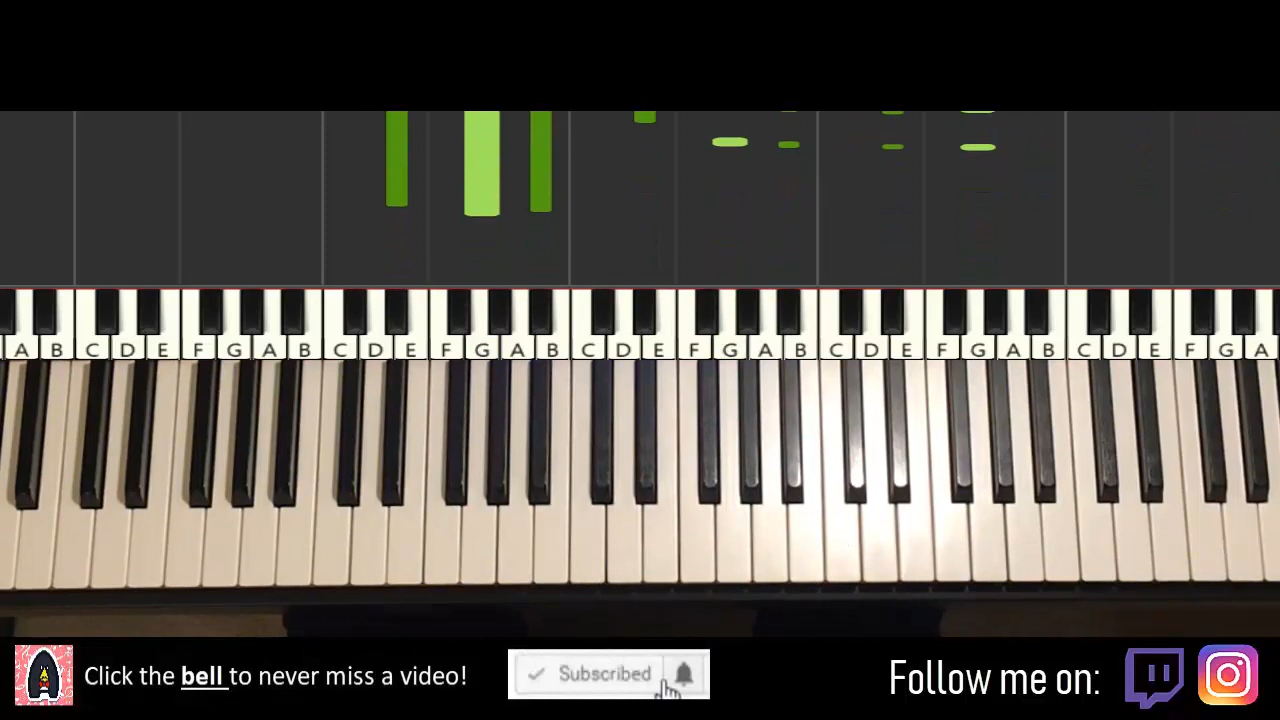 A B C D E F G A B C D E F G A B C D E F G A B C D E F G A B C D E F G A
Click the bell to never miss a video!
Subscribed
Follow me on: